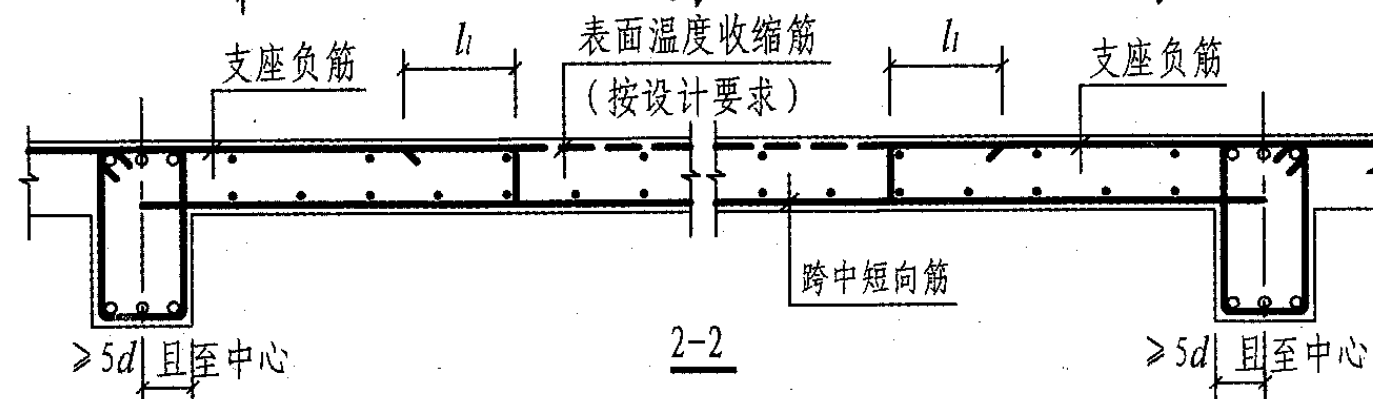 支座负筋
l₁
表面温度收缩筋
(按设计要求)
l₁
支座负筋
跨中短向筋
≥5d 且至中心
2-2
≥5d 且至中心